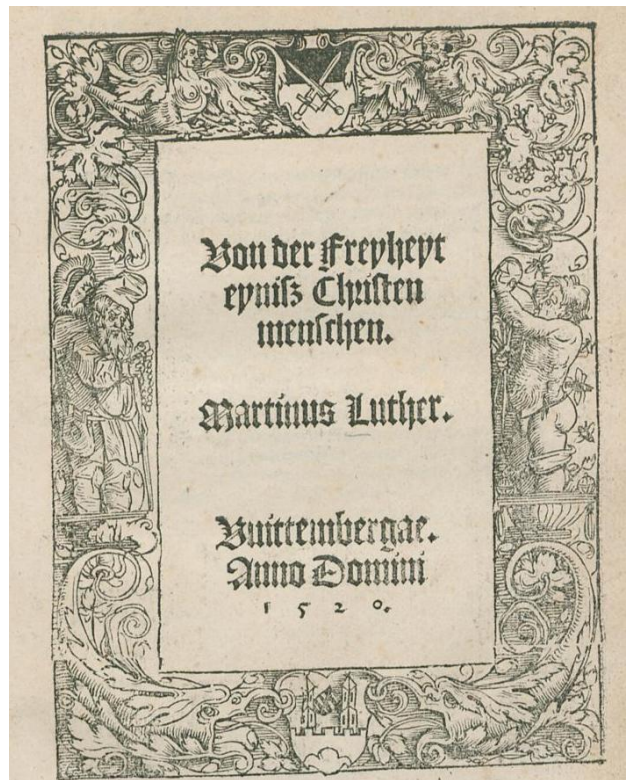 Von der Freyheyt
eyniſz Chriſten
menſchen.
Martinus Luther.
Vuittembergae.
Anno Domini
1520.